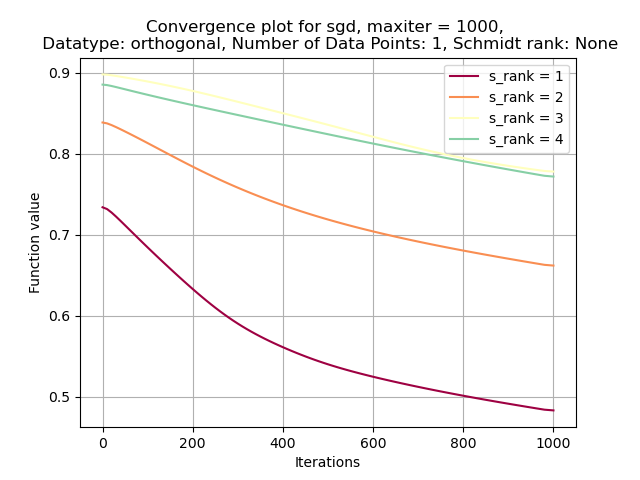 Convergence plot for sgd, maxiter = 1000,
Datatype: orthogonal, Number of Data Points: 1, Schmidt rank: None
s_rank = 1
s_rank = 2
s_rank = 3
s_rank = 4
Function value
0.9
0.8
0.7
0.6
0.5
0 200 400 600 800 1000
Iterations